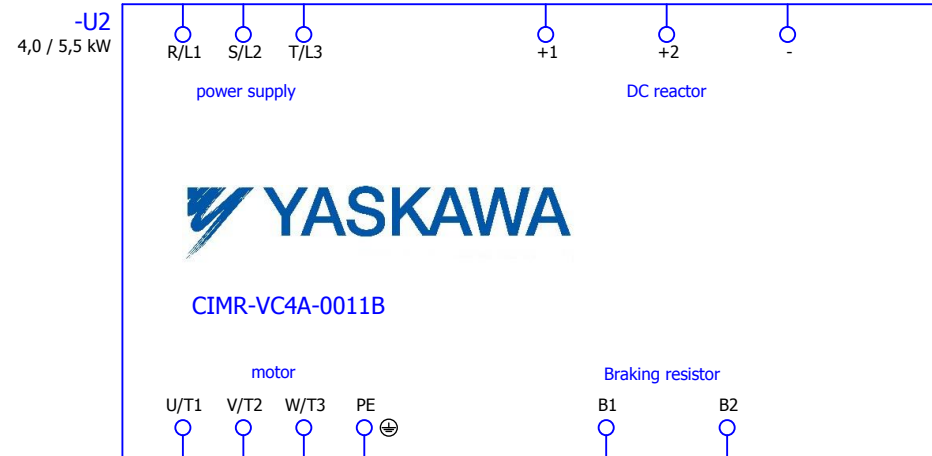 -U2
4,0 / 5,5 kW
R/L1 S/L2 T/L3 +1 +2 -
power supply DC reactor
YASKAWA
CIMR-VC4A-0011B
motor Braking resistor
U/T1 V/T2 W/T3 PE B1 B2